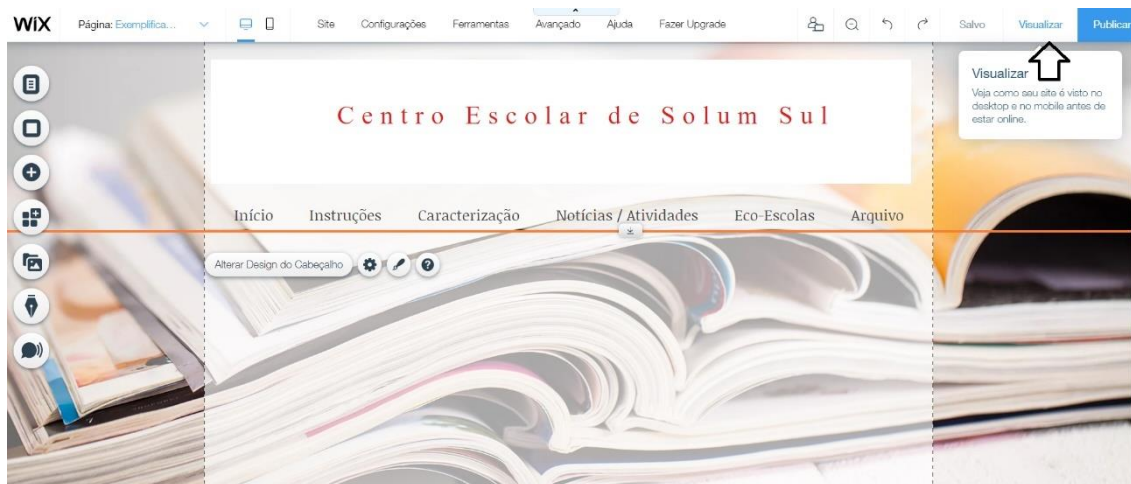 WiX Página: Exemplifica... Site Configurações Ferramentas Avançado Ajuda Fazer Upgrade Salvo Visualizar Publicar
Visualizar
Veja como seu site é visto no
desktop e no mobile antes de
estar online.
Centro Escolar de Solum Sul
Início Instruções Caracterização Notícias / Atividades Eco-Escolas Arquivo
Alterar Design do Cabeçalho